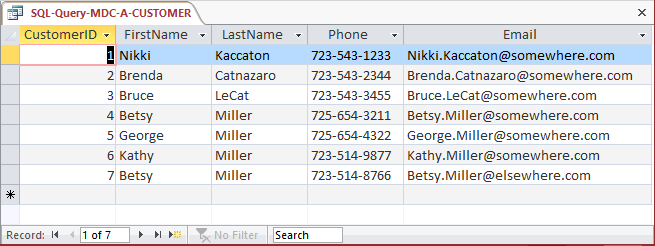 SQL-Query-MDC-A-CUSTOMER
CustomerID FirstName LastName Phone Email
1 Nikki Kaccaton 723-543-1233 Nikki.Kaccaton@somewhere.com
2 Brenda Catnazaro 723-543-2344 Brenda.Catnazaro@somewhere.com
3 Bruce LeCat 723-543-3455 Bruce.LeCat@somewhere.com
4 Betsy Miller 725-654-3211 Betsy.Miller@somewhere.com
5 George Miller 725-654-4322 George.Miller@somewhere.com
6 Kathy Miller 723-514-9877 Kathy.Miller@somewhere.com
7 Betsy Miller 723-514-8766 Betsy.Miller@elsewhere.com
Record: 1 of 7 No Filter Search